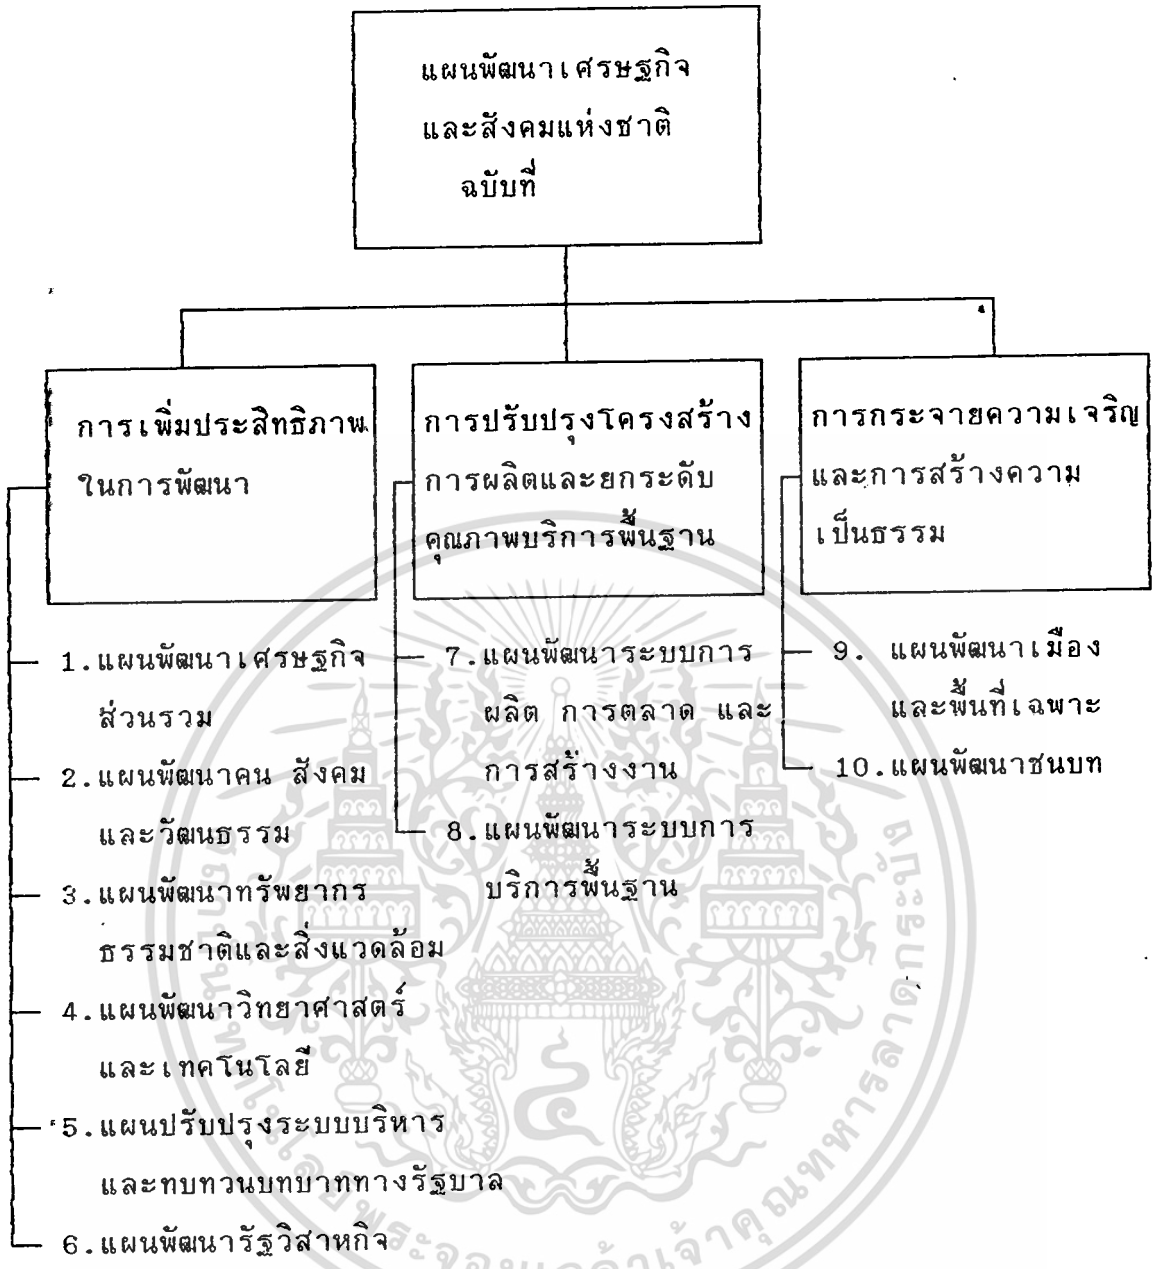 แผนพัฒนาเศรษฐกิจ
และสังคมแห่งชาติ
ฉบับที่
การเพิ่มประสิทธิภาพ
ในการพัฒนา
การปรับปรุงโครงสร้าง
การผลิตและยกระดับ
คุณภาพบริการพื้นฐาน
การกระจายความเจริญ
และการสร้างความ
เป็นธรรม
1.แผนพัฒนาเศรษฐกิจ
ส่วนรวม
2.แผนพัฒนาคน สังคม
และวัฒนธรรม
3.แผนพัฒนาทรัพยากร
ธรรมชาติและสิ่งแวดล้อม
4.แผนพัฒนาวิทยาศาสตร์
และเทคโนโลยี
5.แผนปรับปรุงระบบบริหาร
และทบทวนบทบาททางรัฐบาล
6.แผนพัฒนารัฐวิสาหกิจ
7.แผนพัฒนาระบบการ
ผลิต การตลาด และ
การสร้างงาน
8.แผนพัฒนาระบบการ
บริการพื้นฐาน
9. แผนพัฒนาเมือง
และพื้นที่เฉพาะ
10.แผนพัฒนาชนบท